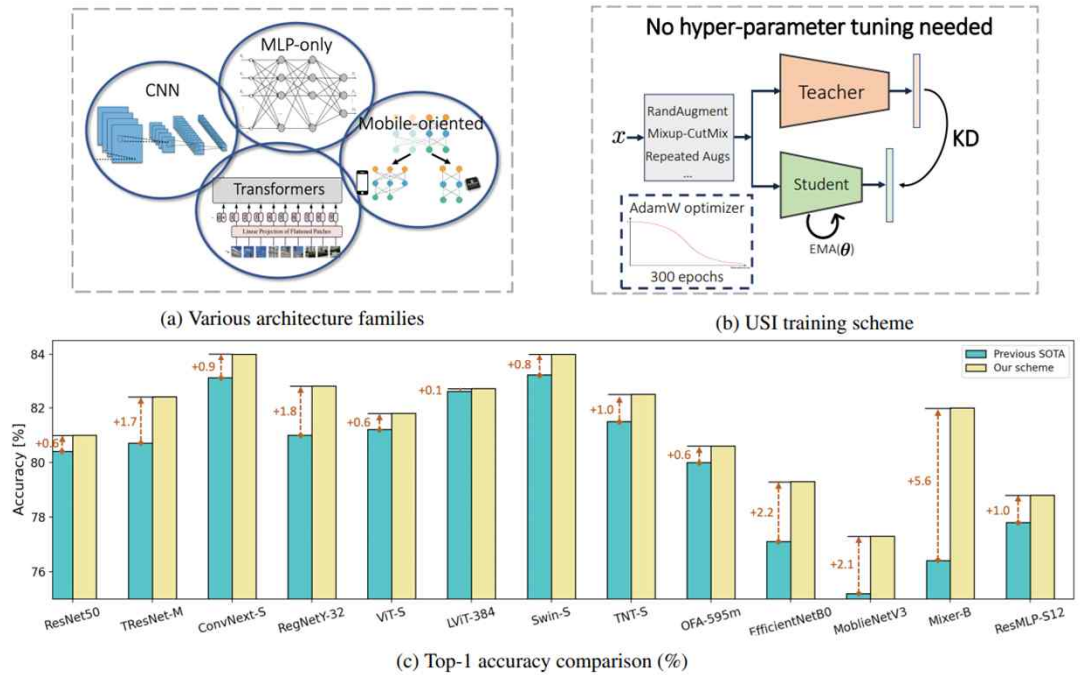 MLP-only
CNN
Mobile-oriented
Transformers
Linear Projection of Flattened Patches
(a) Various architecture families
No hyper-parameter tuning needed
x
RandAugment
Mixup-CutMix
Repeated Augs
...
Teacher
Student
KD
EMA(θ)
AdamW optimizer
300 epochs
(b) USI training scheme
Accuracy [%]
84
82
80
78
76
+0.6
+1.7
+0.9
+1.8
+0.6
+0.1
+0.8
+1.0
+0.6
+2.2
+2.1
+5.6
+1.0
Previous SOTA
Our scheme
ResNet50
TResNet-M
ConvNext-S
RegNetY-32
ViT-S
LViT-384
Swin-S
TNT-S
OFA-595m
EfficientNetB0
MoblieNetV3
Mixer-B
ResMLP-S12
(c) Top-1 accuracy comparison (%)